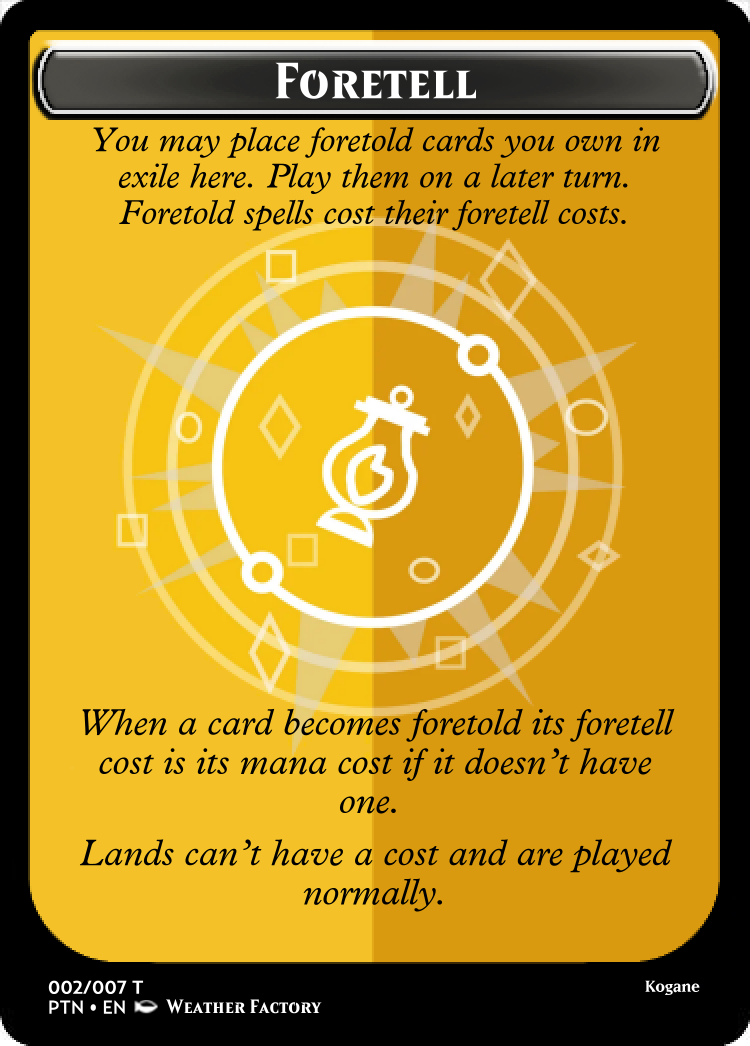 Foretell
You may place foretold cards you own in
exile here. Play them on a later turn.
Foretold spells cost their foretell costs.
When a card becomes foretold its foretell
cost is its mana cost if it doesn't have
one.
Lands can't have a cost and are played
normally.
002/007 T
Kogane
PTN • EN Weather Factory